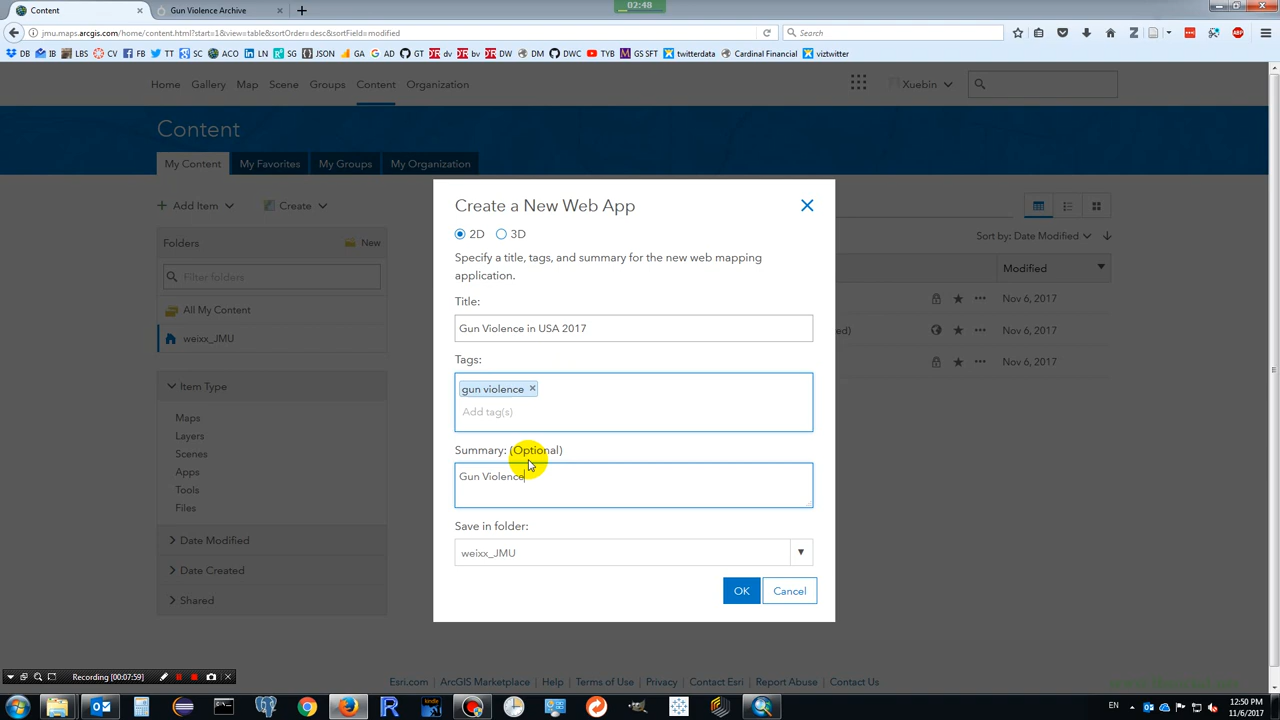 02:48
Content
Gun Violence Archive
jmu.maps.arcgis.com/home/content.html?start=1&view=table&sortOrder=desc&sortField=modified
Search
DB LBS CV FB TT SC ACO LN SG JSON GA GT dv bv DW DM DWC YTB GS SFT twitterdata Cardinal Financial viztwitter
Home Gallery Map Scene Groups Content Organization
Xuebin
Content
My Content My Favorites My Groups My Organization
Add Item Create
Sort by: Date Modified
Folders New
Filter folders
All My Content
weixx_JMU
Item Type
Maps
Layers
Scenes
Apps
Tools
Files
Date Modified
Date Created
Shared
Modified
Nov 6, 2017
ed) Nov 6, 2017
Nov 6, 2017
Create a New Web App
2D 3D
Specify a title, tags, and summary for the new web mapping
application.
Title:
Gun Violence in USA 2017
Tags:
gun violence ×
Add tag(s)
Summary: (Optional)
Gun Violence
Save in folder:
weixx_JMU
OK Cancel
Esri.com ArcGIS Marketplace Help Terms of Use Privacy Contact Esri Report Abuse Contact Us
Recording [00:07:59]
EN
12:50 PM
11/6/2017